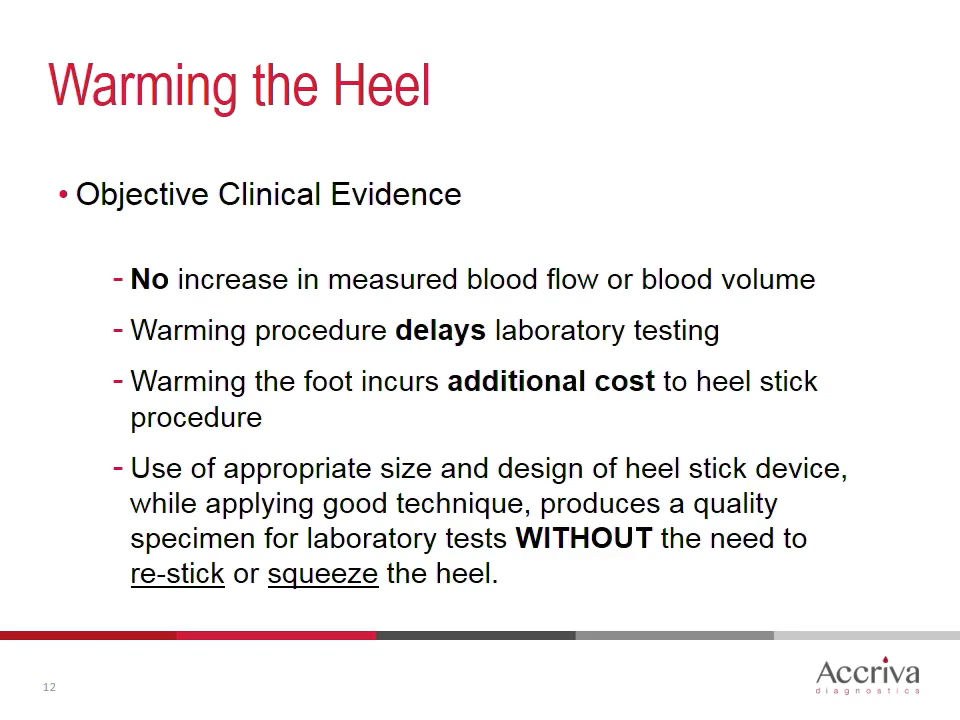 Warming the Heel
• Objective Clinical Evidence
- No increase in measured blood flow or blood volume
- Warming procedure delays laboratory testing
- Warming the foot incurs additional cost to heel stick
procedure
- Use of appropriate size and design of heel stick device,
while applying good technique, produces a quality
specimen for laboratory tests WITHOUT the need to
re-stick or squeeze the heel.
12
Accriva
diagnostics